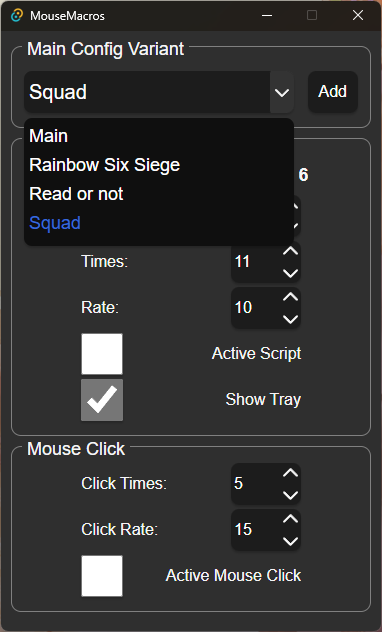 MouseMacros
Main Config Variant
Squad
Add
Main
Rainbow Six Siege
Read or not
Squad
6
Times:
11
Rate:
10
Active Script
Show Tray
Mouse Click
Click Times:
5
Click Rate:
15
Active Mouse Click